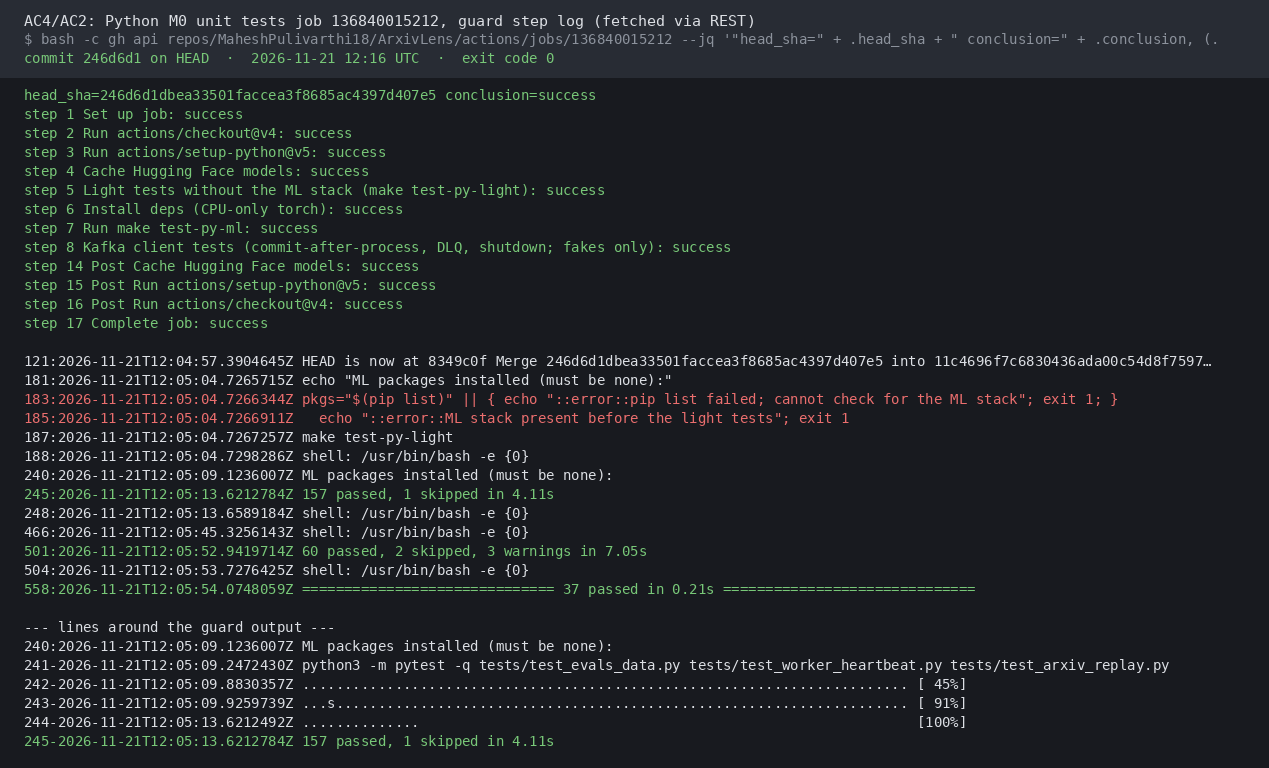 AC4/AC2: Python M0 unit tests job 136840015212, guard step log (fetched via REST)
$ bash -c gh api repos/MaheshPulivarthi18/ArxivLens/actions/jobs/136840015212 --jq '"head_sha=" + .head_sha + " conclusion=" + .conclusion, (.
commit 246d6d1 on HEAD · 2026-11-21 12:16 UTC · exit code 0
head_sha=246d6d1dbea33501faccea3f8685ac4397d407e5 conclusion=success
step 1 Set up job: success
step 2 Run actions/checkout@v4: success
step 3 Run actions/setup-python@v5: success
step 4 Cache Hugging Face models: success
step 5 Light tests without the ML stack (make test-py-light): success
step 6 Install deps (CPU-only torch): success
step 7 Run make test-py-ml: success
step 8 Kafka client tests (commit-after-process, DLQ, shutdown; fakes only): success
step 14 Post Cache Hugging Face models: success
step 15 Post Run actions/setup-python@v5: success
step 16 Post Run actions/checkout@v4: success
step 17 Complete job: success
121:2026-11-21T12:04:57.3904645Z HEAD is now at 8349c0f Merge 246d6d1dbea33501faccea3f8685ac4397d407e5 into 11c4696f7c6830436ada00c54d8f7597…
181:2026-11-21T12:05:04.7265715Z echo "ML packages installed (must be none):"
183:2026-11-21T12:05:04.7266344Z pkgs="$(pip list)" || { echo "::error::pip list failed; cannot check for the ML stack"; exit 1; }
185:2026-11-21T12:05:04.7266911Z   echo "::error::ML stack present before the light tests"; exit 1
187:2026-11-21T12:05:04.7267257Z make test-py-light
188:2026-11-21T12:05:04.7298286Z shell: /usr/bin/bash -e {0}
240:2026-11-21T12:05:09.1236007Z ML packages installed (must be none):
245:2026-11-21T12:05:13.6212784Z 157 passed, 1 skipped in 4.11s
248:2026-11-21T12:05:13.6589184Z shell: /usr/bin/bash -e {0}
466:2026-11-21T12:05:45.3256143Z shell: /usr/bin/bash -e {0}
501:2026-11-21T12:05:52.9419714Z 60 passed, 2 skipped, 3 warnings in 7.05s
504:2026-11-21T12:05:53.7276425Z shell: /usr/bin/bash -e {0}
558:2026-11-21T12:05:54.0748059Z ============================== 37 passed in 0.21s ==============================
--- lines around the guard output ---
240:2026-11-21T12:05:09.1236007Z ML packages installed (must be none):
241-2026-11-21T12:05:09.2472430Z python3 -m pytest -q tests/test_evals_data.py tests/test_worker_heartbeat.py tests/test_arxiv_replay.py
242-2026-11-21T12:05:09.8830357Z ........................................................................ [ 45%]
243-2026-11-21T12:05:09.9259739Z ...s.................................................................... [ 91%]
244-2026-11-21T12:05:13.6212492Z ..............                                                           [100%]
245-2026-11-21T12:05:13.6212784Z 157 passed, 1 skipped in 4.11s